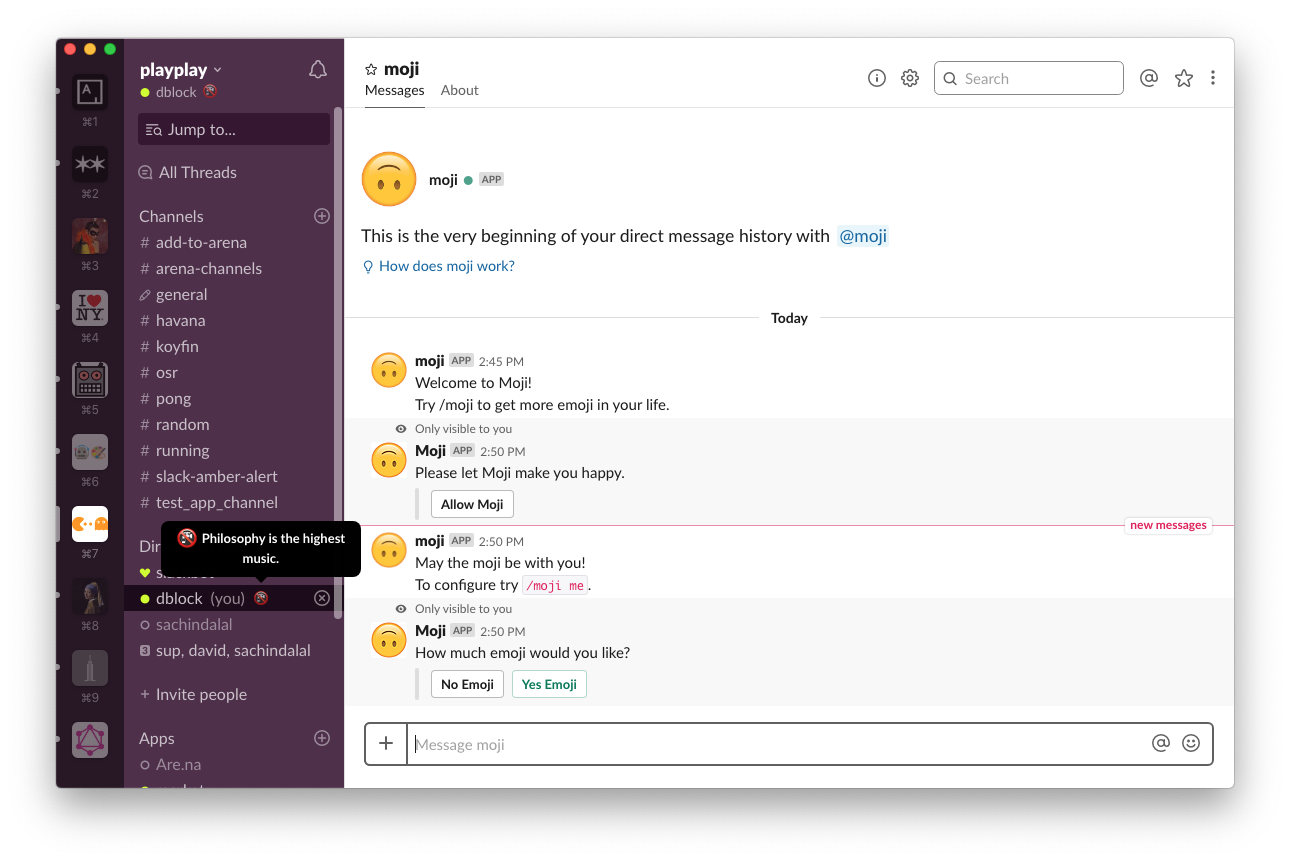 ⌘1
⌘2
⌘3
I ❤ NY
⌘4
⌘5
⌘6
⌘7
⌘8
⌘9
playplay
dblock
Jump to...
All Threads
Channels
# add-to-arena
# arena-channels
general
# havana
# koyfin
# osr
# pong
# random
# running
# slack-amber-alert
# test_app_channel
Philosophy is the highest
music.
dblock (you)
sachindalal
3 sup, david, sachindalal
+ Invite people
Apps
Are.na
moji
Messages About
Search
moji APP
This is the very beginning of your direct message history with @moji
How does moji work?
Today
moji APP 2:45 PM
Welcome to Moji!
Try /moji to get more emoji in your life.
Only visible to you
Moji APP 2:50 PM
Please let Moji make you happy.
Allow Moji
new messages
moji APP 2:50 PM
May the moji be with you!
To configure try /moji me.
Only visible to you
Moji APP 2:50 PM
How much emoji would you like?
No Emoji Yes Emoji
Message moji